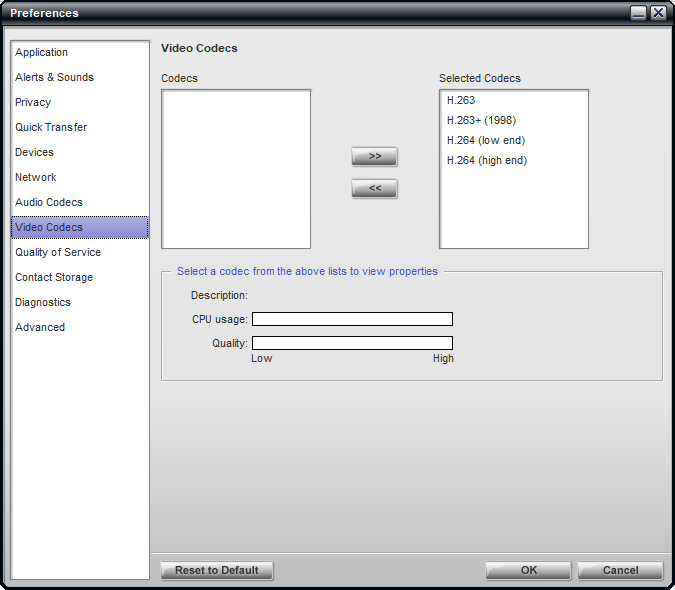 Preferences
Application
Alerts & Sounds
Privacy
Quick Transfer
Devices
Network
Audio Codecs
Video Codecs
Quality of Service
Contact Storage
Diagnostics
Advanced
Video Codecs
Codecs
Selected Codecs
>>
<<
H.263
H.263+ (1998)
H.264 (low end)
H.264 (high end)
Select a codec from the above lists to view properties
Description:
CPU usage:
Quality:
Low High
Reset to Default OK Cancel